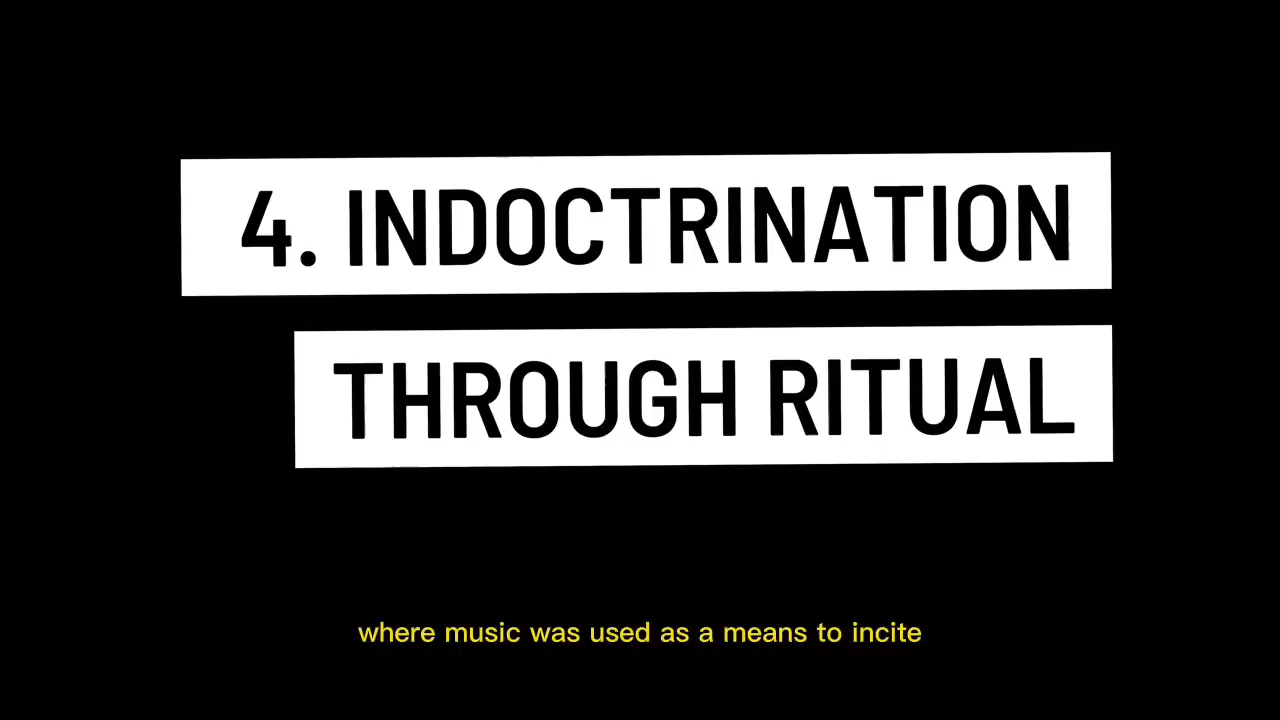 4. INDOCTRINATION
THROUGH RITUAL
where music was used as a means to incite